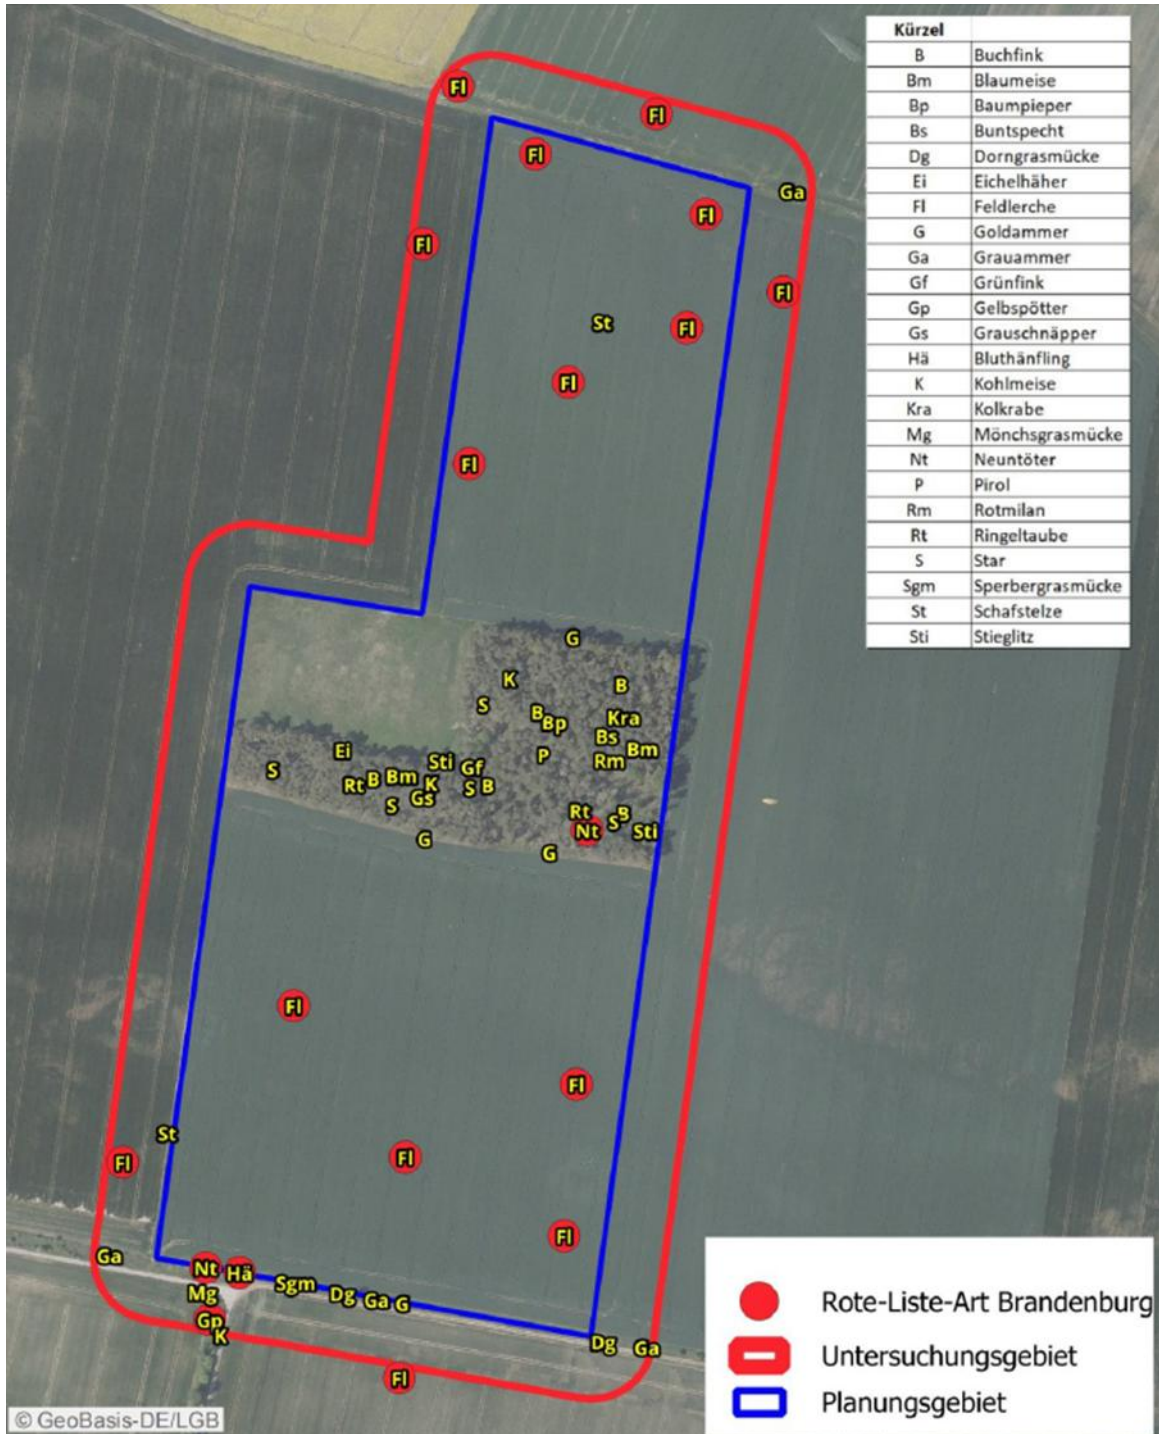 Kürzel
B Buchfink
Bm Blaumeise
Bp Baumpieper
Bs Buntspecht
Dg Dorngrasmücke
Ei Eichelhäher
Fl Feldlerche
G Goldammer
Ga Grauammer
Gf Grünfink
Gp Gelbspötter
Gs Grauschnäpper
Hä Bluthänfling
K Kohlmeise
Kra Kolkrabe
Mg Mönchsgrasmücke
Nt Neuntöter
P Pirol
Rm Rotmilan
Rt Ringeltaube
S Star
Sgm Sperbergrasmücke
St Schafstelze
Sti Stieglitz
Fl
Fl
Fl
Ga
Fl
Fl
Fl
St
Fl
Fl
Fl
G
K
B
S
B
Bp
Kra
Bs
Bm
P
Rm
Ei
Sti
Gf
S
Rt
B
Bm
K
S
B
Gs
S
Rt
B
S
Nt
Sti
G
G
Fl
Fl
St
Fl
Fl
Fl
Ga
Nt
Hä
Sgm
Mg
Dg
Ga
G
Gp
K
Dg
Ga
Fl
Rote-Liste-Art Brandenburg
Untersuchungsgebiet
Planungsgebiet
© GeoBasis-DE/LGB